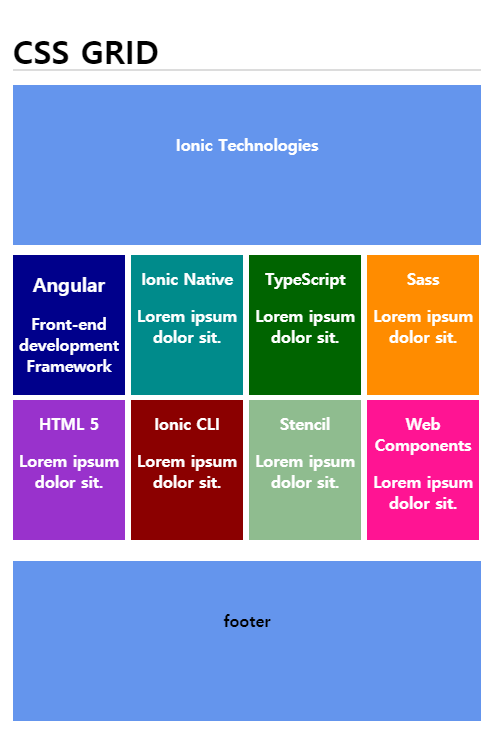 CSS GRID
Ionic Technologies
Angular
Front-end
development
Framework
Ionic Native
Lorem ipsum
dolor sit.
TypeScript
Lorem ipsum
dolor sit.
Sass
Lorem ipsum
dolor sit.
HTML 5
Lorem ipsum
dolor sit.
Ionic CLI
Lorem ipsum
dolor sit.
Stencil
Lorem ipsum
dolor sit.
Web
Components
Lorem ipsum
dolor sit.
footer